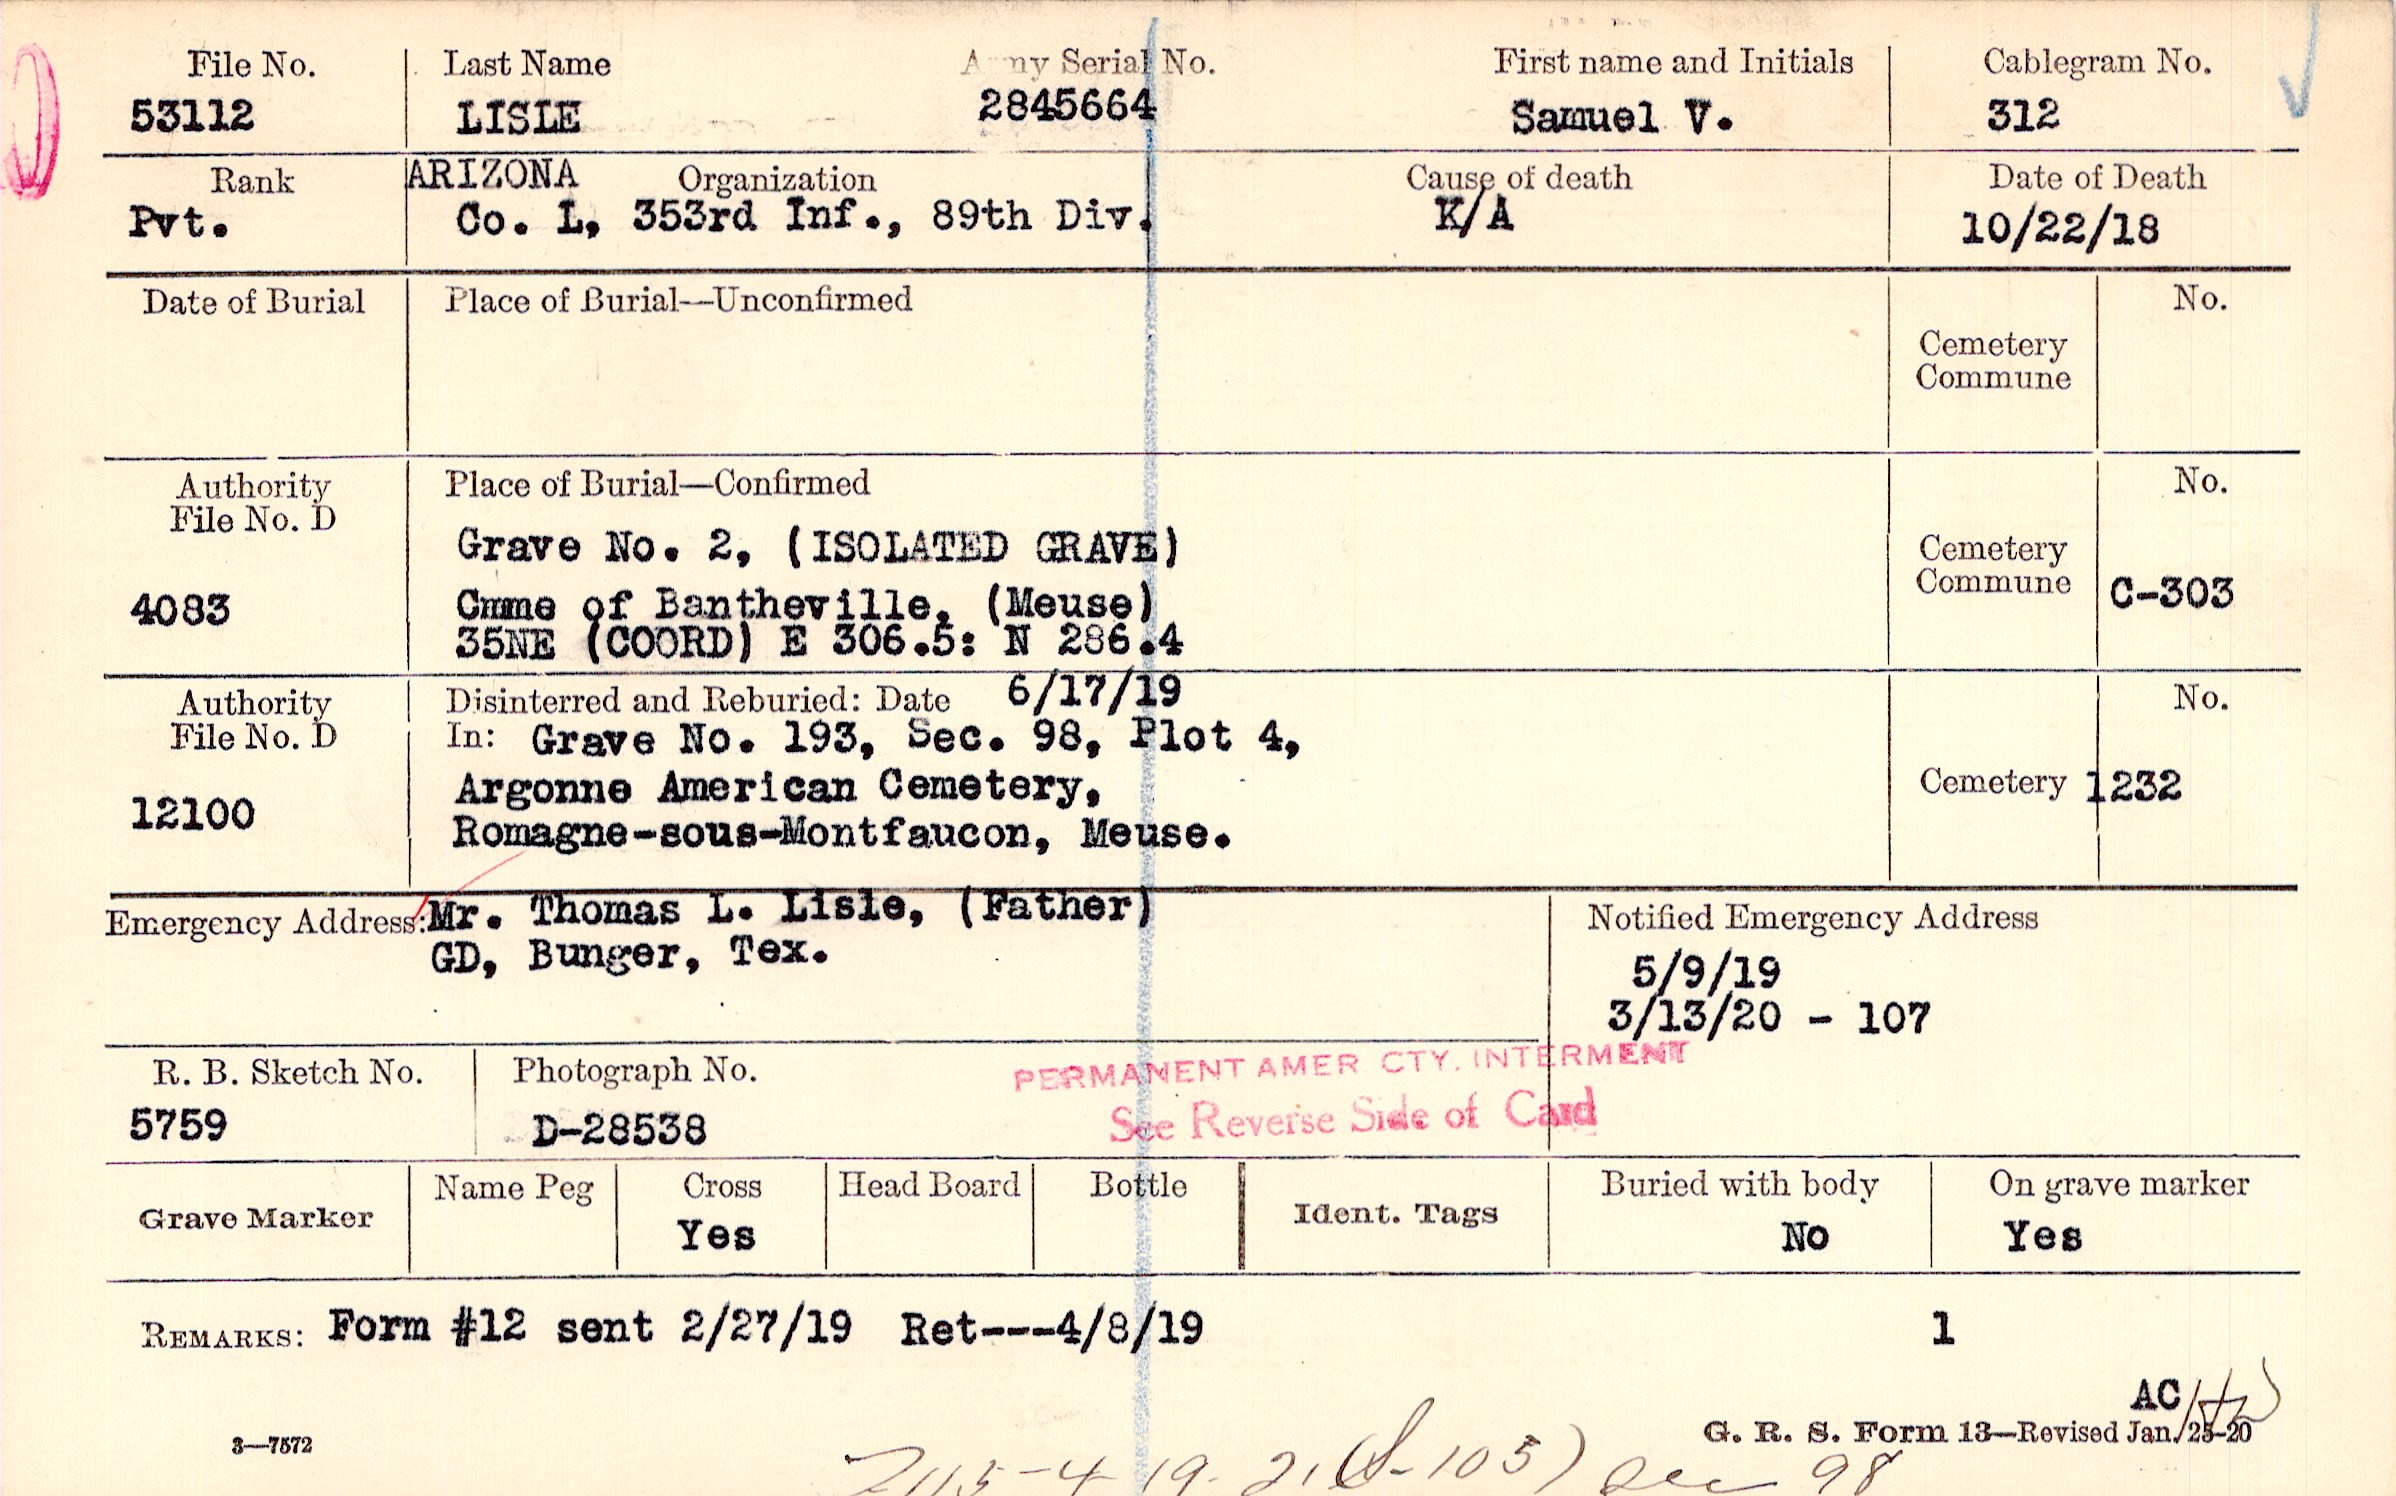 File No. Last Name Army Serial No. First name and Initials Cablegram No.
53112 LISLE 2845664 Samuel V. 312
Rank ARIZONA Organization Cause of death Date of Death
Pvt. Co. L, 353rd Inf., 89th Div. K/A 10/22/18
Date of Burial Place of Burial—Unconfirmed No.
Cemetery
Commune
Authority Place of Burial—Confirmed No.
File No. D
Grave No. 2, (ISOLATED GRAVE) Cemetery
4083 Cmme of Bantheville, (Meuse) Commune C-303
35NE (COORD) E 306.5: N 286.4
Authority Disinterred and Reburied: Date 6/17/19 No.
File No. D In: Grave No. 193, Sec. 98, Plot 4,
12100 Argonne American Cemetery, Cemetery 1232
Romagne-sous-Montfaucon, Meuse.
Emergency Address: Mr. Thomas L. Lisle, (Father) Notified Emergency Address
GD, Bunger, Tex. 5/9/19
3/13/20 - 107
PERMANENT AMER CTY. INTERMENT
R. B. Sketch No. Photograph No. See Reverse Side of Card
5759 D-28538
Grave Marker Name Peg Cross Head Board Bottle Ident. Tags Buried with body On grave marker
Yes No Yes
REMARKS: Form #12 sent 2/27/19 Ret---4/8/19 1
AC
3—7572 G. R. S. Form 13—Revised Jan. 25-20
4-19-21 (S-105) Sec 98